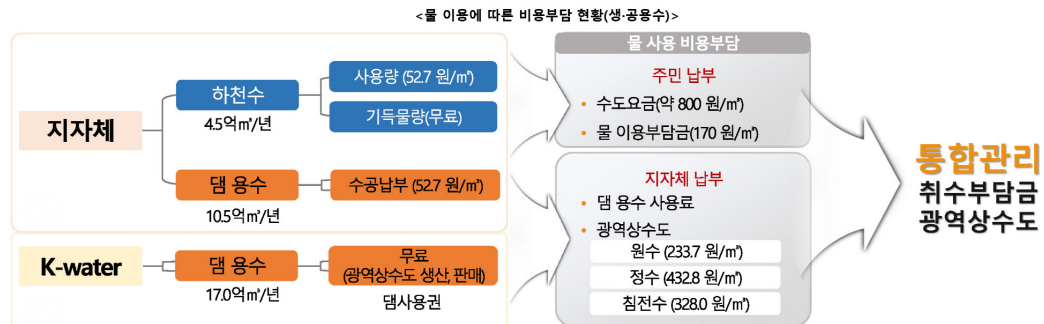 <물 이용에 따른 비용부담 현황(생·공용수)>
지자체
하천수
4.5억㎥/년
사용량 (52.7 원/㎥)
기득물량(무료)
댐 용수
10.5억㎥/년
수공납부 (52.7 원/㎥)
K-water
댐 용수
17.0억㎥/년
무료
(광역상수도 생산, 판매)
댐사용권
물 사용 비용부담
주민 납부
• 수도요금(약 800 원/㎥)
• 물 이용부담금(170 원/㎥)
지자체 납부
• 댐 용수 사용료
• 광역상수도
원수 (233.7 원/㎥)
정수 (432.8 원/㎥)
침전수 (328.0 원/㎥)
통합관리
취수부담금
광역상수도